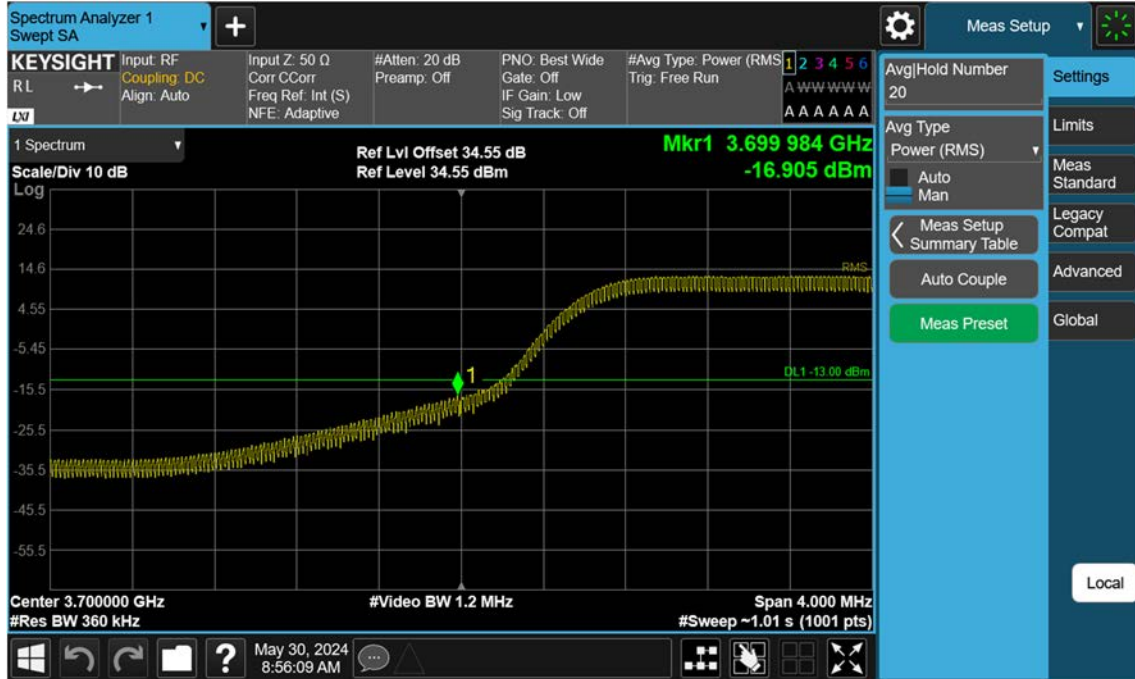 Spectrum Analyzer 1
Swept SA
+
Meas Setup
KEYSIGHT
R L
LXI
Input: RF
Coupling: DC
Align: Auto
Input Z: 50 Ω
Corr CCorr
Freq Ref: Int (S)
NFE: Adaptive
#Atten: 20 dB
Preamp: Off
PNO: Best Wide
Gate: Off
IF Gain: Low
Sig Track: Off
#Avg Type: Power (RMS
Trig: Free Run
1 2 3 4 5 6
A W W W W W
A A A A A A
1 Spectrum
Scale/Div 10 dB
Log
Ref Lvl Offset 34.55 dB
Ref Level 34.55 dBm
Mkr1 3.699 984 GHz
-16.905 dBm
24.6
14.6
RMS
4.55
-5.45
1
DL1 -13.00 dBm
-15.5
-25.5
-35.5
-45.5
-55.5
Center 3.700000 GHz
#Video BW 1.2 MHz
Span 4.000 MHz
#Res BW 360 kHz
#Sweep ~1.01 s (1001 pts)
Avg|Hold Number
20
Avg Type
Power (RMS)
Auto
Man
Meas Setup
Summary Table
Auto Couple
Meas Preset
Settings
Limits
Meas
Standard
Legacy
Compat
Advanced
Global
Local
?
May 30, 2024
8:56:09 AM